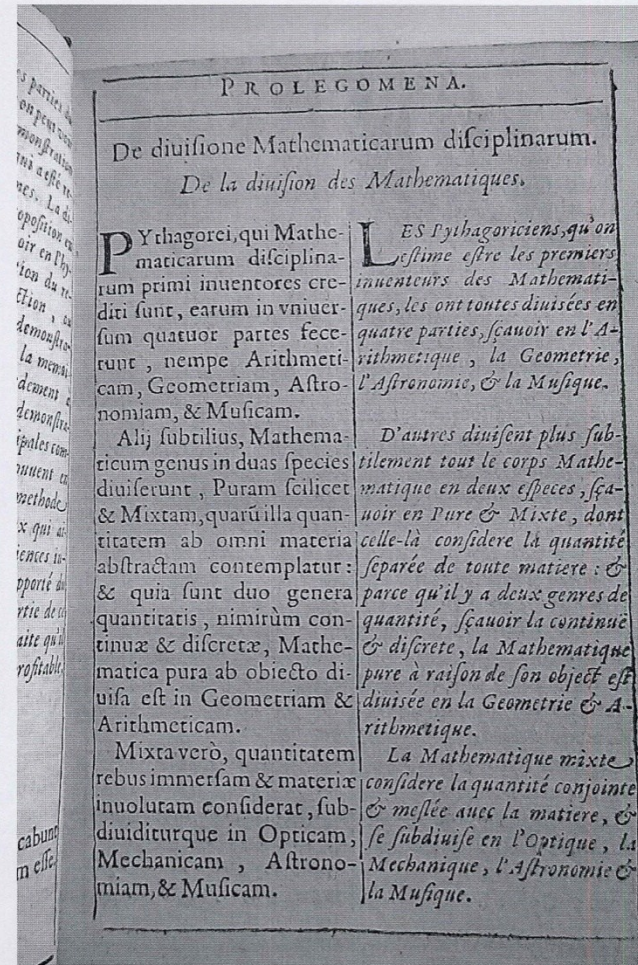 PROLEGOMENA.
De diuiſione Mathematicarum diſciplinarum.
De la diuiſion des Mathematiques.
PYthagorei, qui Mathe-
maticarum diſciplina-
rum primi inuentores cre-
diti ſunt, earum in vniuer-
ſum quatuor partes fece-
runt, nempe Arithmeti-
cam, Geometriam, Aſtro-
nomiam, & Muſicam.
Alij ſubtilius, Mathema-
ticum genus in duas ſpecies
diuiſerunt, Puram ſcilicet
& Mixtam, quarū illa quan-
titatem ab omni materia
abſtractam contemplatur:
& quia ſunt duo genera
quantitatis, nimirùm con-
tinuæ & diſcretæ, Mathe-
matica pura ab obiecto di-
uiſa eſt in Geometriam &
Arithmeticam.
Mixta verò, quantitatem
rebus immerſam & materiæ
inuolutam conſiderat, ſub-
diuiditurque in Opticam,
Mechanicam, Aſtrono-
miam, & Muſicam.
LES Pythagoriciens, qu'on
eſtime eſtre les premiers
inuenteurs des Mathemati-
ques, les ont toutes diuisées en
quatre parties, ſçauoir en l'A-
rithmetique, la Geometrie,
l'Aſtronomie, & la Muſique.
D'autres diuiſent plus ſub-
tilement tout le corps Mathe-
matique en deux eſpeces, ſça-
uoir en Pure & Mixte, dont
celle-là conſidere la quantité
ſeparée de toute matiere: &
parce qu'il y a deux genres de
quantité, ſçauoir la continuë
& diſcrete, la Mathematique
pure à raiſon de ſon object eſt
diuisée en la Geometrie & A-
rithmetique.
La Mathematique mixte
conſidere la quantité conjointe
& meſlée auec la matiere, &
ſe ſubdiuiſe en l'Optique, la
Mechanique, l'Aſtronomie &
la Muſique.